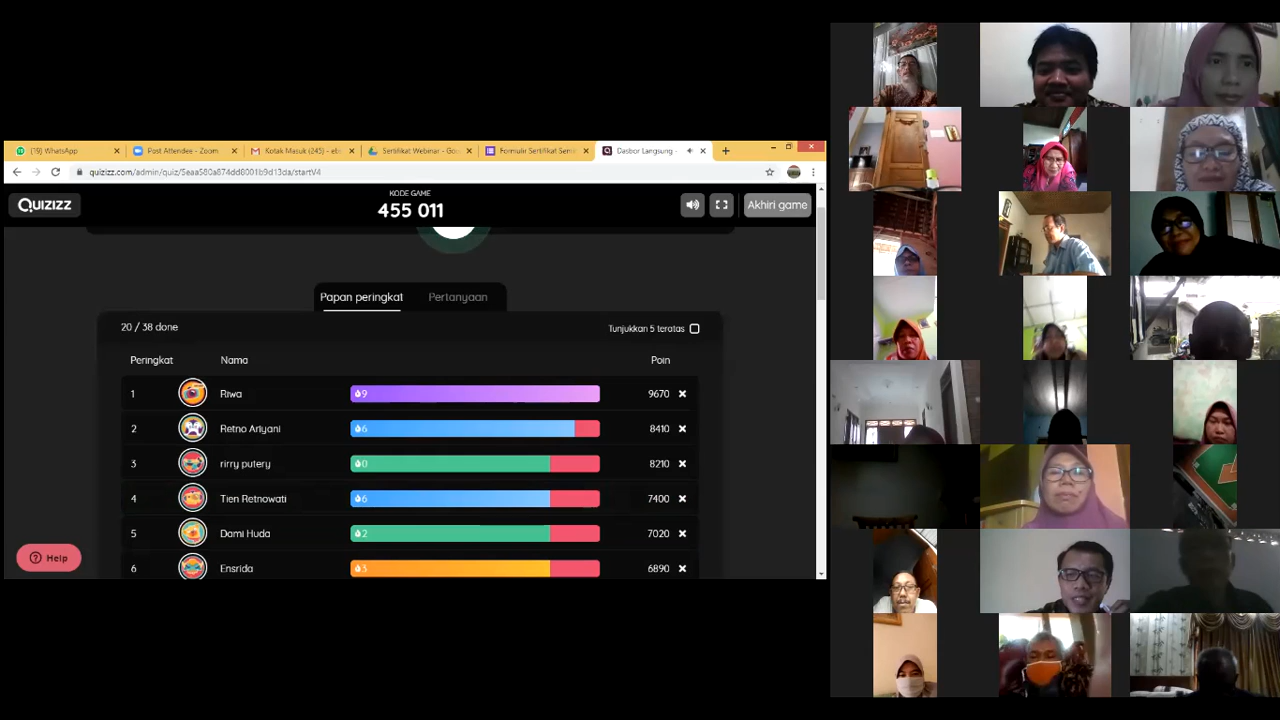 (19) WhatsApp
Post Attendee - Zoom
Kotak Masuk (245) - eb
Sertifikat Webinar - Goo
Formulir Sertifikat Semi
Dasbor Langsung -
quizizz.com/admin/quiz/5eaa580a874dd8001b9d13da/startV4
QUIZIZZ
KODE GAME
455 011
Akhiri game
Papan peringkat
Pertanyaan
20 / 38 done
Tunjukkan 5 teratas
Peringkat Nama Poin
1 Riwa 9 9670
2 Retno Ariyani 6 8410
3 rirry putery 0 8210
4 Tien Retnowati 6 7400
5 Dami Huda 2 7020
6 Ensrida 3 6890
Help